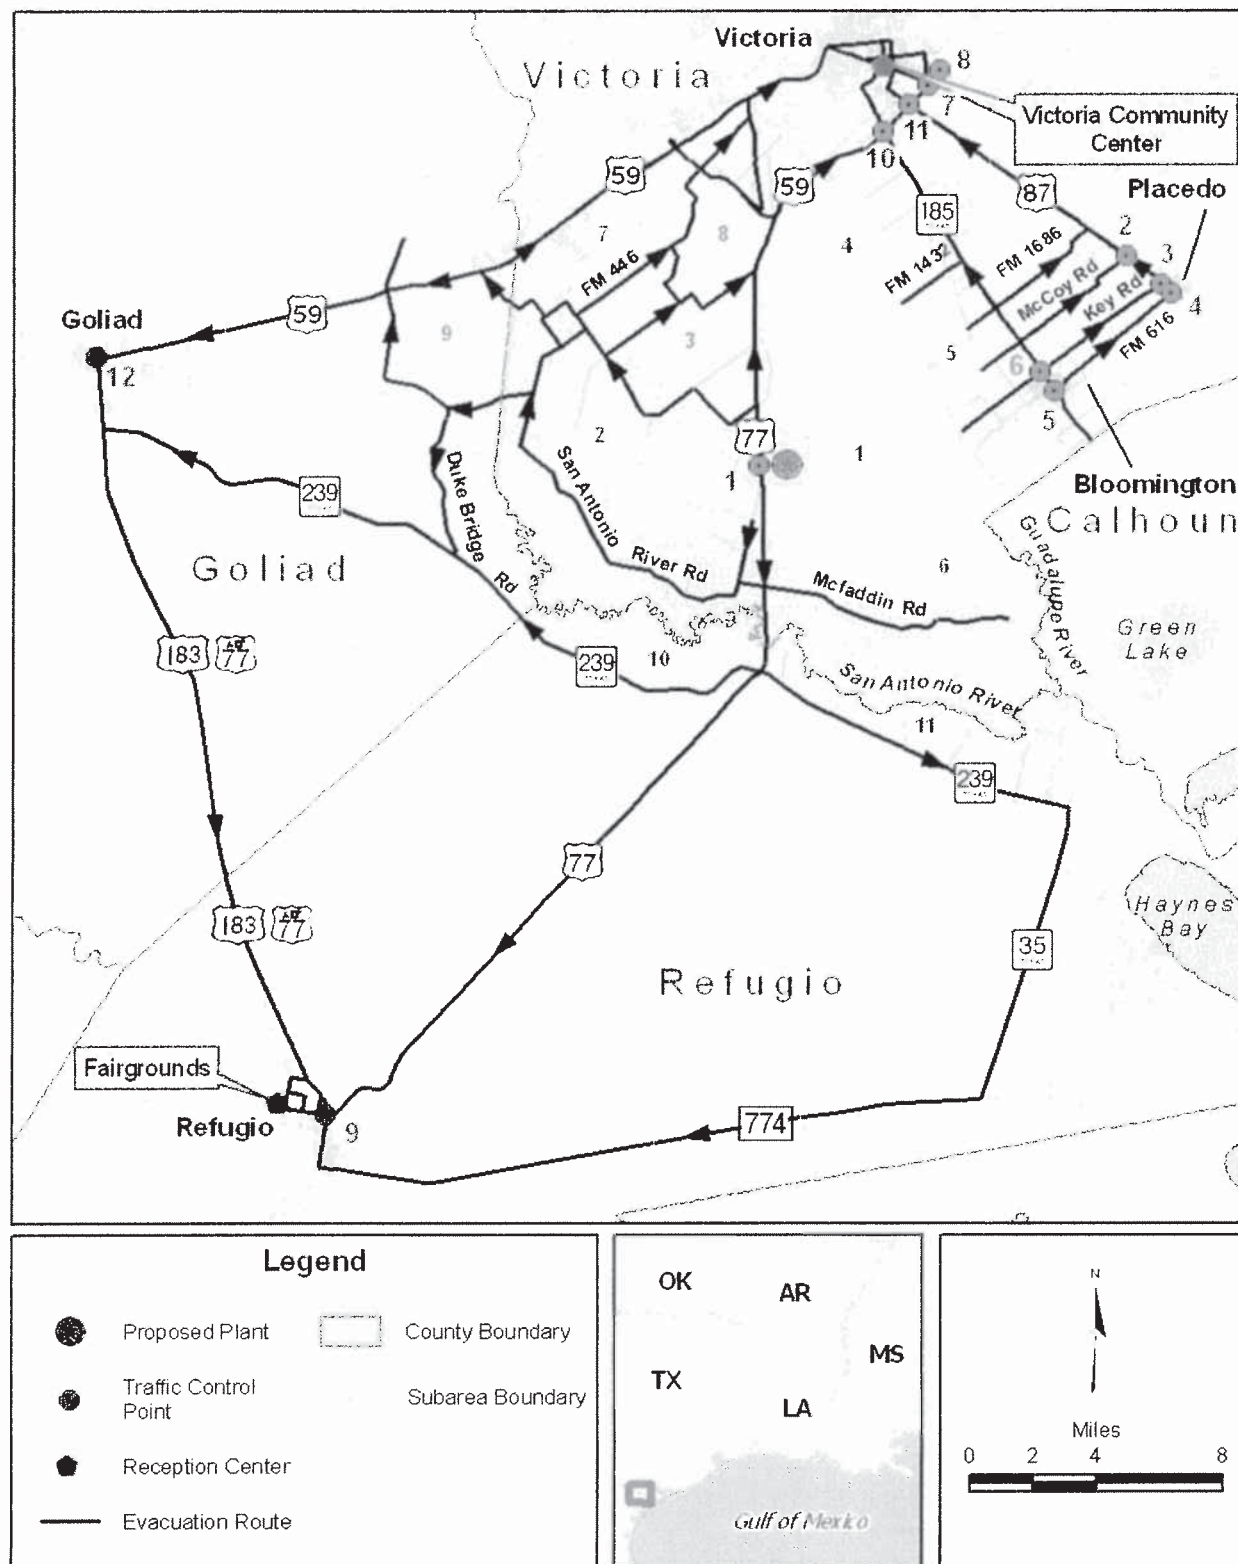 Victoria
Victoria
8
7
Victoria Community
Center
11
10
59
59
87
Placedo
185
7
8
4
2
FM 446
FM 1432
FM 1686
McCoy Rd
3
Key Rd
4
FM 616
Goliad
59
12
9
3
5
6
5
2
77
1
1
Bloomington
239
Duke Bridge
Rd
San Antonio
River Rd
Calhoun
Goliad
Mcfaddin Rd
6
Guadalupe River
Green
Lake
183
77
239
10
San Antonio River
11
239
77
183
77
Haynes
Bay
35
Refugio
Fairgrounds
Refugio
9
774
Legend
Proposed Plant
County Boundary
Traffic Control
Point
Subarea Boundary
Reception Center
Evacuation Route
OK
AR
MS
TX
LA
Gulf of Mexico
N
Miles
0 2 4 8